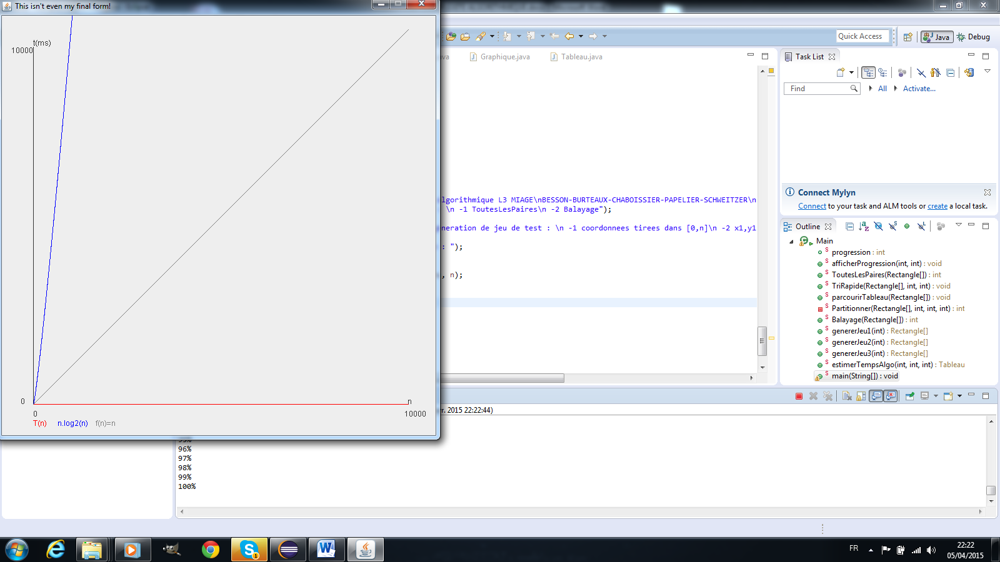 This isn't even my final form!
t(ms)
10000
0
n
0
10000
T(n) n.log2(n) f(n)=n
Quick Access
Java
Debug
Graphique.java
Tableau.java
lgorithmique L3 MIAGE\nBESSON-BURTEAUX-CHABOISSIER-PAPELIER-SCHWEITZER\n
\n -1 ToutesLesPaires\n -2 Balayage");
neration de jeu de test : \n -1 coordonnees tirees dans [0,n]\n -2 x1,y1
: ");
, n);
Task List
Find
All
Activate...
Connect Mylyn
Connect to your task and ALM tools or create a local task.
Outline
Main
progression : int
afficherProgression(int, int) : void
ToutesLesPaires(Rectangle[]) : int
TriRapide(Rectangle[], int, int) : void
parcourirTableau(Rectangle[]) : void
Partitionner(Rectangle[], int, int, int) : int
Balayage(Rectangle[]) : int
genererJeu1(int) : Rectangle[]
genererJeu2(int) : Rectangle[]
genererJeu3(int) : Rectangle[]
estimerTempsAlgo(int, int, int) : Tableau
main(String[]) : void
vr. 2015 22:22:44)
96%
97%
98%
99%
100%
FR
22:22
05/04/2015